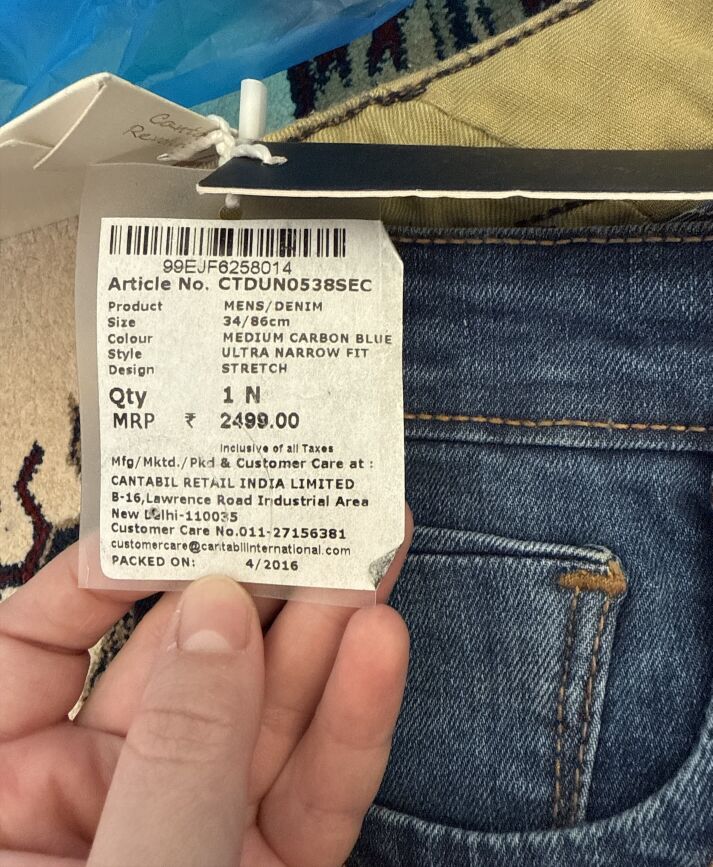 99EJF6258014
Article No. CTDUN0538SEC
Product MENS/DENIM
Size 34/86cm
Colour MEDIUM CARBON BLUE
Style ULTRA NARROW FIT
Design STRETCH
Qty 1 N
MRP ₹ 2499.00
Inclusive of all Taxes
Mfg/Mktd./Pkd & Customer Care at :
CANTABIL RETAIL INDIA LIMITED
B-16,Lawrence Road Industrial Area
New Delhi-110035
Customer Care No.011-27156381
customercare@cantabilinternational.com
PACKED ON: 4/2016